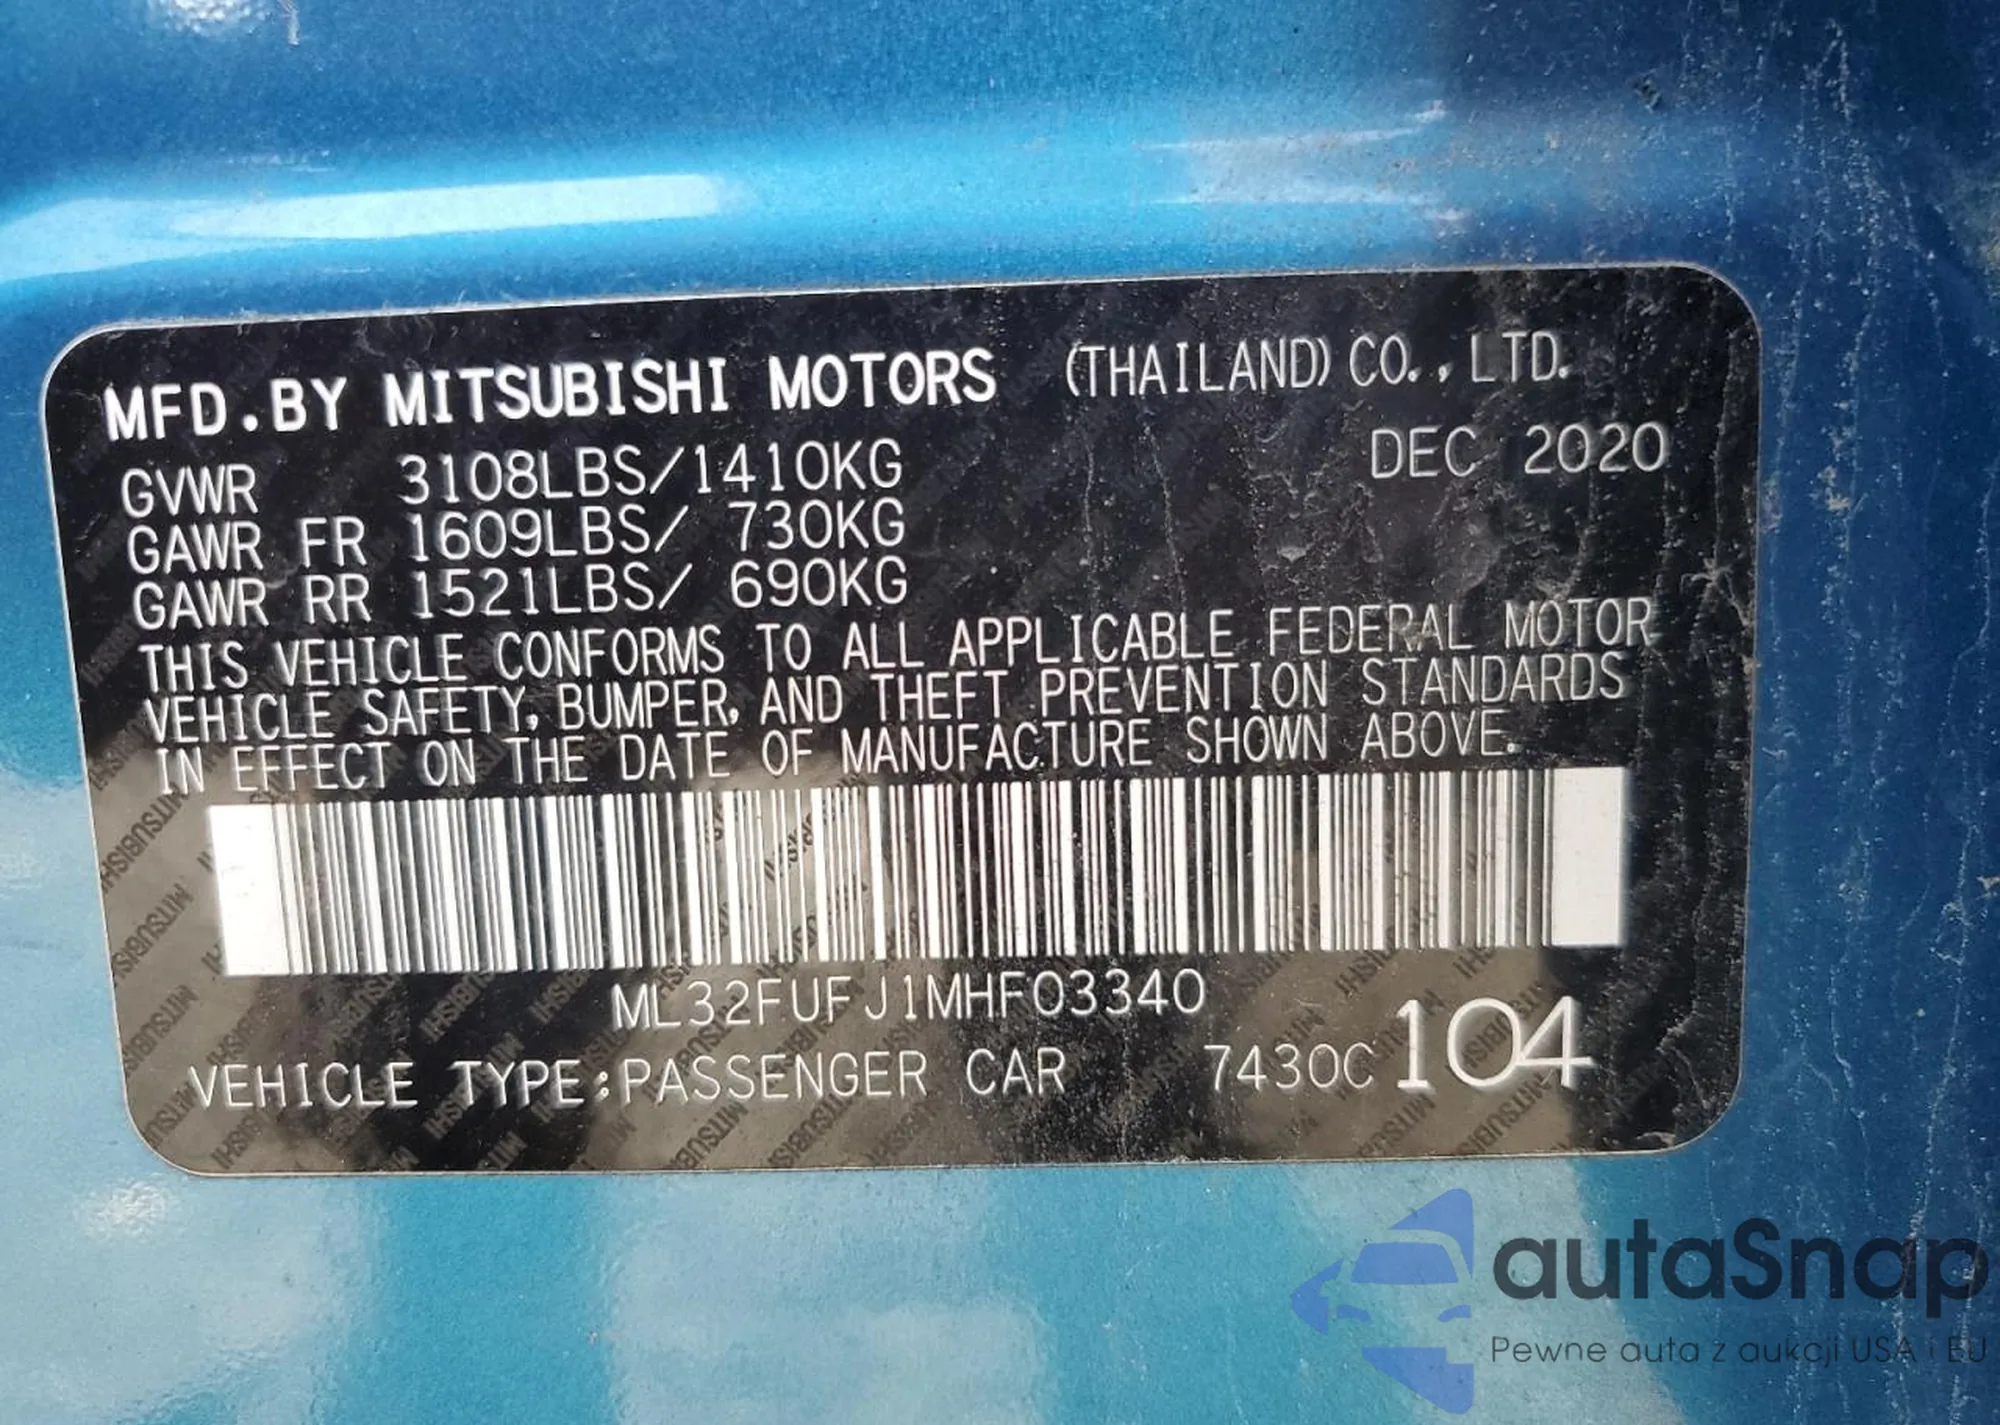 MFD.BY MITSUBISHI MOTORS (THAILAND) CO., LTD.
GVWR 3108LBS/1410KG DEC 2020
GAWR FR 1609LBS/ 730KG
GAWR RR 1521LBS/ 690KG
THIS VEHICLE CONFORMS TO ALL APPLICABLE FEDERAL MOTOR
VEHICLE SAFETY, BUMPER, AND THEFT PREVENTION STANDARDS
IN EFFECT ON THE DATE OF MANUFACTURE SHOWN ABOVE.
ML32FUFJ1MHF03340
VEHICLE TYPE:PASSENGER CAR 7430C 104
autaSnap
Pewne auta z aukcji USA i EU